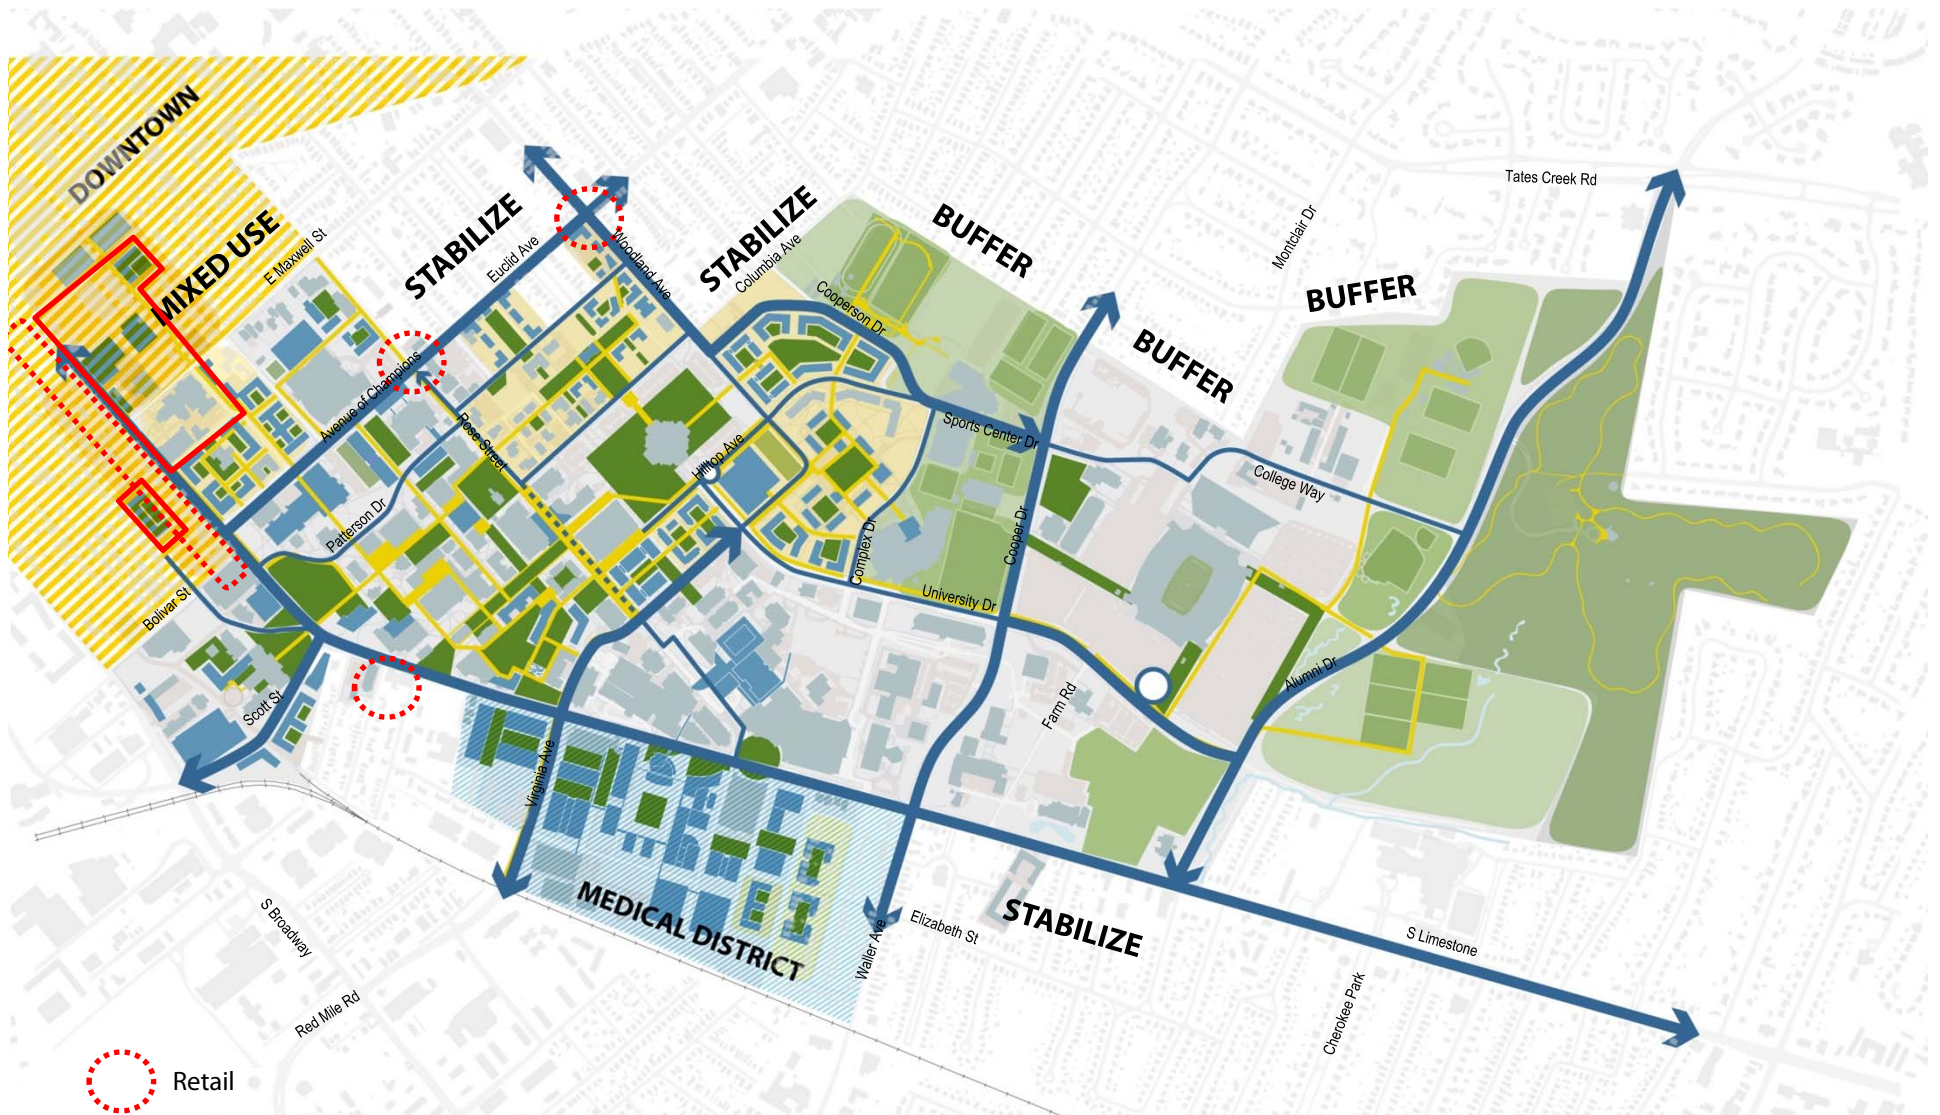 DOWNTOWN
MIXED USE
E Maxwell St
STABILIZE
Euclid Ave
Woodland Ave
STABILIZE
Columbia Ave
BUFFER
Cooperson Dr
BUFFER
Montclair Dr
BUFFER
Tates Creek Rd
Avenue of Champions
Rose Street
Hilltop Ave
Sports Center Dr
College Way
Patterson Dr
Complex Dr
Cooper Dr
University Dr
Bolivar St
Scott St
Farm Rd
Alumni Dr
Virginia Ave
MEDICAL DISTRICT
Waller Ave
Elizabeth St
STABILIZE
S Limestone
S Broadway
Red Mile Rd
Cherokee Park
Retail